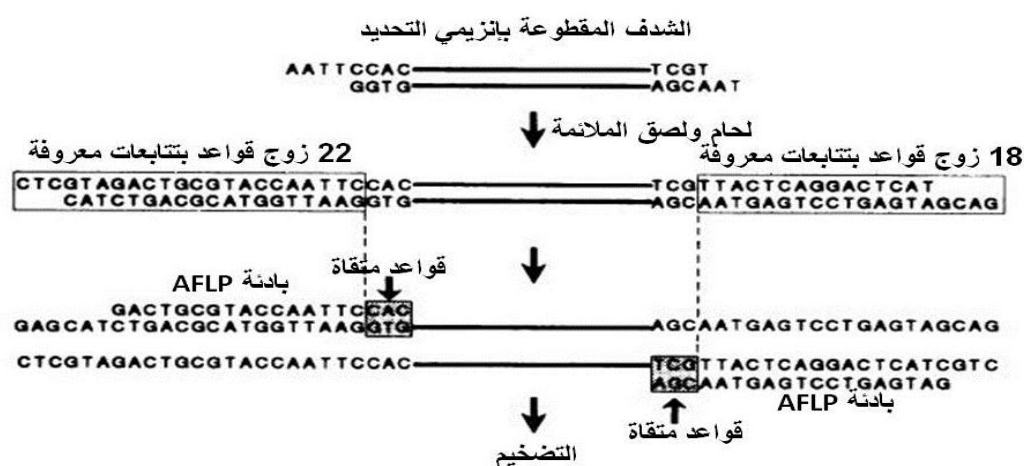 الشدف المقطوعة بإنزيمي التحديد
AATTCCAC TCGT
GGTG AGCAAT
لحام ولصق الملائمة
22 زوج قواعد بتتابعات معروفة
18 زوج قواعد بتتابعات معروفة
CTCGTAGACTGCGTACCAATTCCAC TCGTTACTCAGGACTCAT
CATCTGACGCATGGTTAAGGTG AGCAATGAGTCCTGAGTAGCAG
قواعد متقاة
بادئة AFLP
GACTGCGTACCAATTCCAC
GAGCATCTGACGCATGGTTAAGGTG AGCAATGAGTCCTGAGTAGCAG
CTCGTAGACTGCGTACCAATTCCAC TCGTTACTCAGGACTCATCGTC
AGCAATGAGTCCTGAGTAG
بادئة AFLP
قواعد متقاة
التضخيم